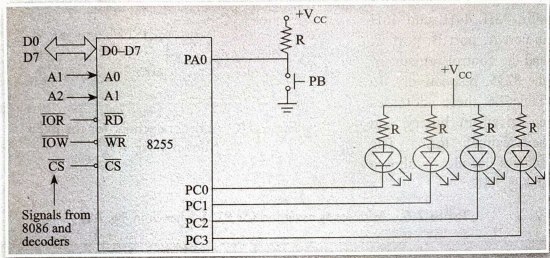 +VCC
D0
D7
D0–D7
R
PA0
+VCC
A1
A0
PB
A2
A1
R
R
R
R
IOR
RD
IOW
WR
8255
CS
CS
PC0
PC1
Signals from
8086 and
decoders
PC2
PC3